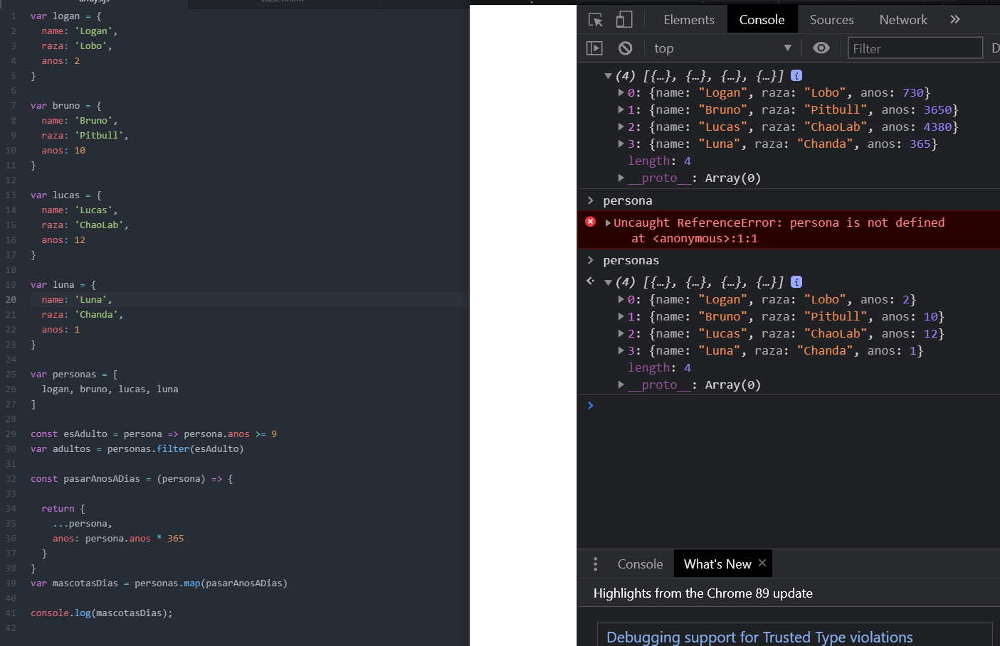 arrays.js
1 var logan = {
2 name: 'Logan',
3 raza: 'Lobo',
4 anos: 2
5 }
6
7 var bruno = {
8 name: 'Bruno',
9 raza: 'Pitbull',
10 anos: 10
11 }
12
13 var lucas = {
14 name: 'Lucas',
15 raza: 'ChaoLab',
16 anos: 12
17 }
18
19 var luna = {
20 name: 'Luna',
21 raza: 'Chanda',
22 anos: 1
23 }
24
25 var personas = [
26 logan, bruno, lucas, luna
27 ]
28
29 const esAdulto = persona => persona.anos >= 9
30 var adultos = personas.filter(esAdulto)
31
32 const pasarAnosADias = (persona) => {
33
34 return {
35 ...persona,
36 anos: persona.anos * 365
37 }
38 }
39 var mascotasDias = personas.map(pasarAnosADias)
40
41 console.log(mascotasDias);
42
Elements Console Sources Network »
top ▼ Filter D
▼(4) [{…}, {…}, {…}, {…}] i
▶0: {name: "Logan", raza: "Lobo", anos: 730}
▶1: {name: "Bruno", raza: "Pitbull", anos: 3650}
▶2: {name: "Lucas", raza: "ChaoLab", anos: 4380}
▶3: {name: "Luna", raza: "Chanda", anos: 365}
length: 4
▶__proto__: Array(0)
> persona
▶Uncaught ReferenceError: persona is not defined
at <anonymous>:1:1
> personas
▼(4) [{…}, {…}, {…}, {…}] i
▶0: {name: "Logan", raza: "Lobo", anos: 2}
▶1: {name: "Bruno", raza: "Pitbull", anos: 10}
▶2: {name: "Lucas", raza: "ChaoLab", anos: 12}
▶3: {name: "Luna", raza: "Chanda", anos: 1}
length: 4
▶__proto__: Array(0)
>
Console What's New ×
Highlights from the Chrome 89 update
Debugging support for Trusted Type violations